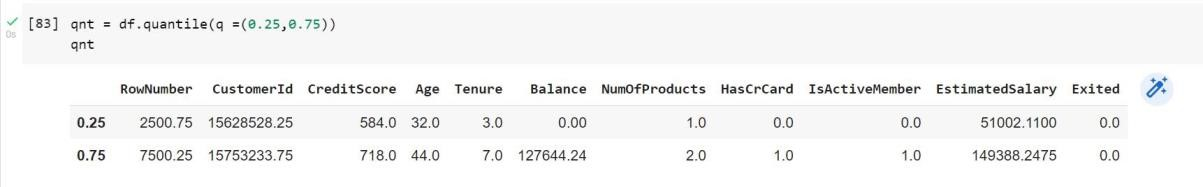 [83] qnt = df.quantile(q =(0.25,0.75))
0s
qnt
RowNumber CustomerId CreditScore Age Tenure Balance NumOfProducts HasCrCard IsActiveMember EstimatedSalary Exited
0.25 2500.75 15628528.25 584.0 32.0 3.0 0.00 1.0 0.0 0.0 51002.1100 0.0
0.75 7500.25 15753233.75 718.0 44.0 7.0 127644.24 2.0 1.0 1.0 149388.2475 0.0